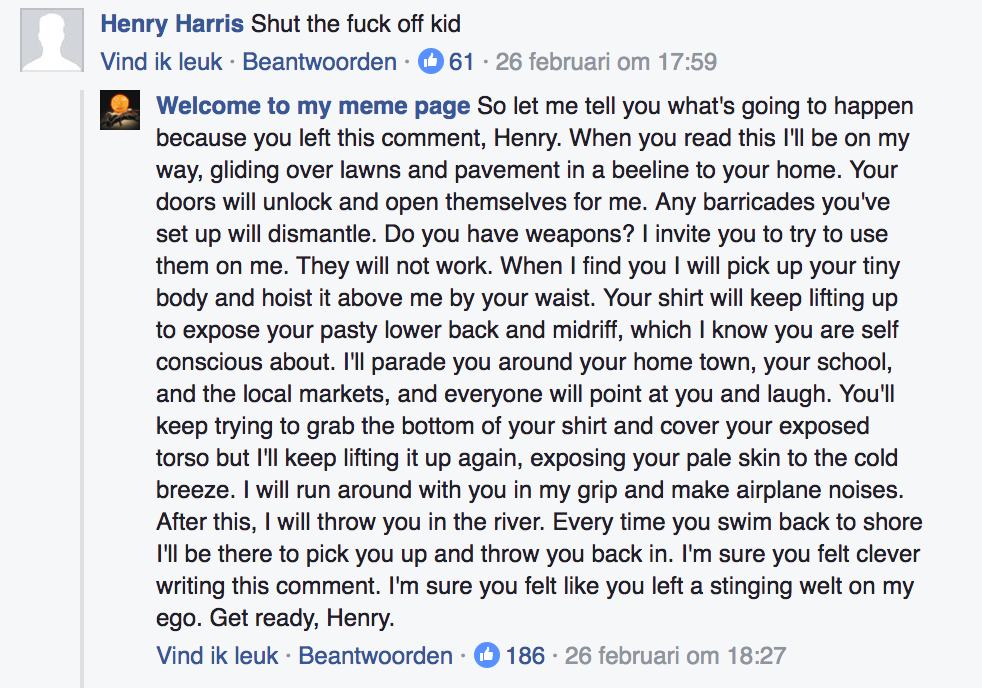 Henry Harris Shut the fuck off kid
Vind ik leuk · Beantwoorden · 61 · 26 februari om 17:59
Welcome to my meme page So let me tell you what's going to happen
because you left this comment, Henry. When you read this I'll be on my
way, gliding over lawns and pavement in a beeline to your home. Your
doors will unlock and open themselves for me. Any barricades you've
set up will dismantle. Do you have weapons? I invite you to try to use
them on me. They will not work. When I find you I will pick up your tiny
body and hoist it above me by your waist. Your shirt will keep lifting up
to expose your pasty lower back and midriff, which I know you are self
conscious about. I'll parade you around your home town, your school,
and the local markets, and everyone will point at you and laugh. You'll
keep trying to grab the bottom of your shirt and cover your exposed
torso but I'll keep lifting it up again, exposing your pale skin to the cold
breeze. I will run around with you in my grip and make airplane noises.
After this, I will throw you in the river. Every time you swim back to shore
I'll be there to pick you up and throw you back in. I'm sure you felt clever
writing this comment. I'm sure you felt like you left a stinging welt on my
ego. Get ready, Henry.
Vind ik leuk · Beantwoorden · 186 · 26 februari om 18:27